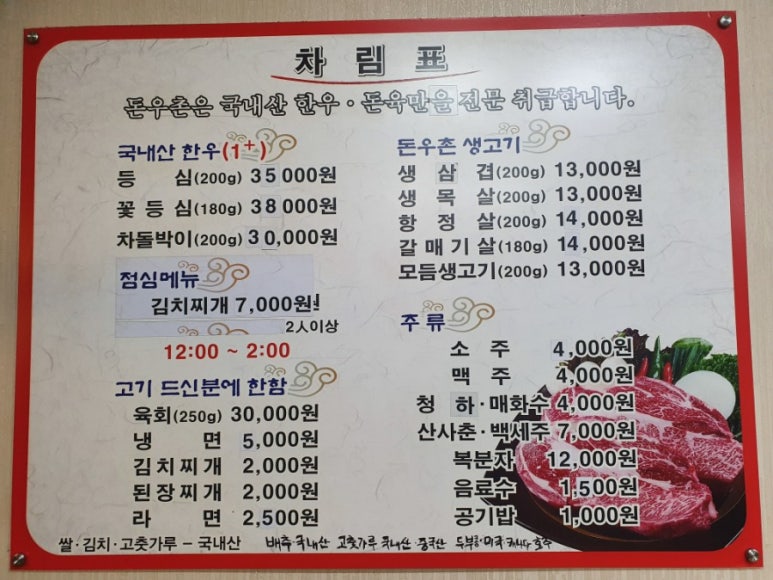 차림표
돈우촌은 국내산 한우·돈육만을 전문 취급합니다.
국내산 한우(1+)
등심(200g) 35000원
꽃등심(180g) 38000원
차돌박이(200g) 30,000원
점심메뉴
김치찌개 7,000원
2人이상
12:00 ~ 2:00
고기 드신분에 한함
육회(250g) 30,000원
냉면 5,000원
김치찌개 2,000원
된장찌개 2,000원
라면 2,500원
돈우촌 생고기
생삼겹(200g) 13,000원
생목살(200g) 13,000원
항정살(200g) 14,000원
갈매기살(180g) 14,000원
모듬생고기(200g) 13,000원
주류
소주 4,000원
맥주 4,000원
청하·매화수 4,000원
산사춘·백세주 7,000원
복분자 12,000원
음료수 1,500원
공기밥 1,000원
쌀·김치·고춧가루 - 국내산 배추·국내산 고춧가루 국내산·중국산 두부콩·미국 캐나다 호주